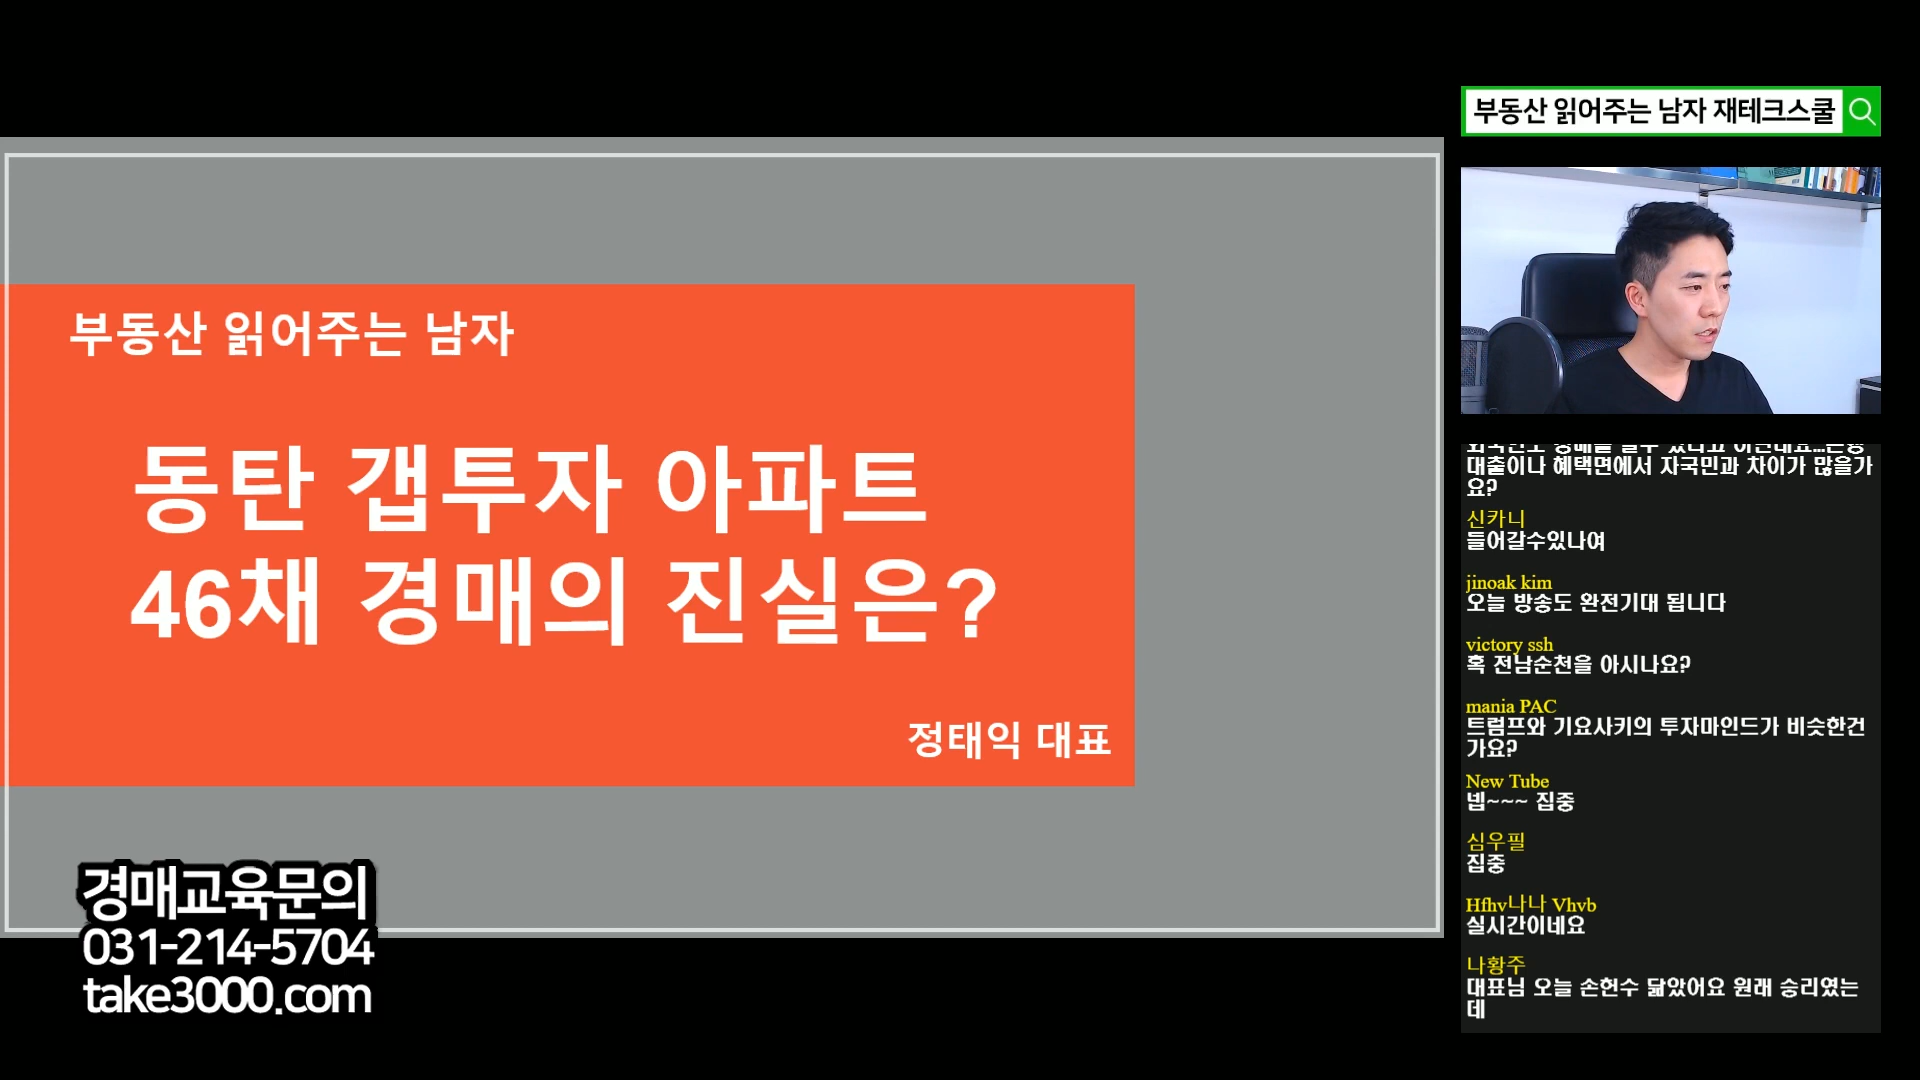 부동산 읽어주는 남자 재테크스쿨
부동산 읽어주는 남자
동탄 갭투자 아파트
46채 경매의 진실은?
정태익 대표
경매교육문의
031-214-5704
take3000.com
대출이나 혜택면에서 자국민과 차이가 많을가
요?
신카니
들어갈수있나여
jinoak kim
오늘 방송도 완전기대 됩니다
victory ssh
혹 전남순천을 아시나요?
mania PAC
트럼프와 기요사키의 투자마인드가 비슷한건
가요?
New Tube
넵~~~ 집중
심우필
집중
Hfhv나나 Vhvb
실시간이네요
나황주
대표님 오늘 손헌수 닮았어요 원래 승리였는
데